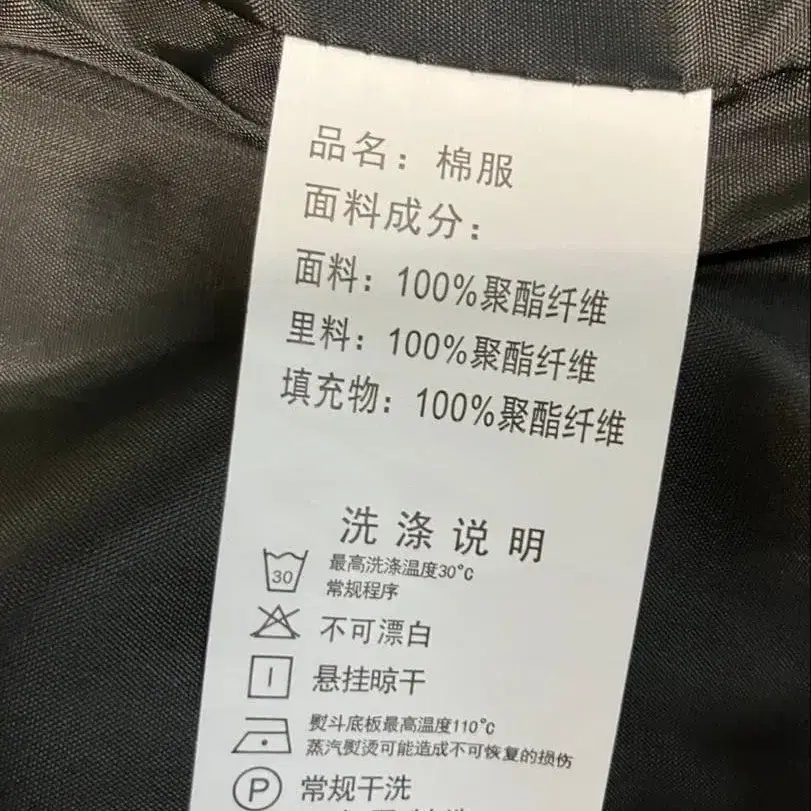 品名：棉服
面料成分：
面料：100%聚酯纤维
里料：100%聚酯纤维
填充物：100%聚酯纤维
洗涤说明
30 最高洗涤温度30°C
常规程序
不可漂白
悬挂晾干
熨斗底板最高温度110°C
蒸汽熨烫可能造成不可恢复的损伤
P 常规干洗